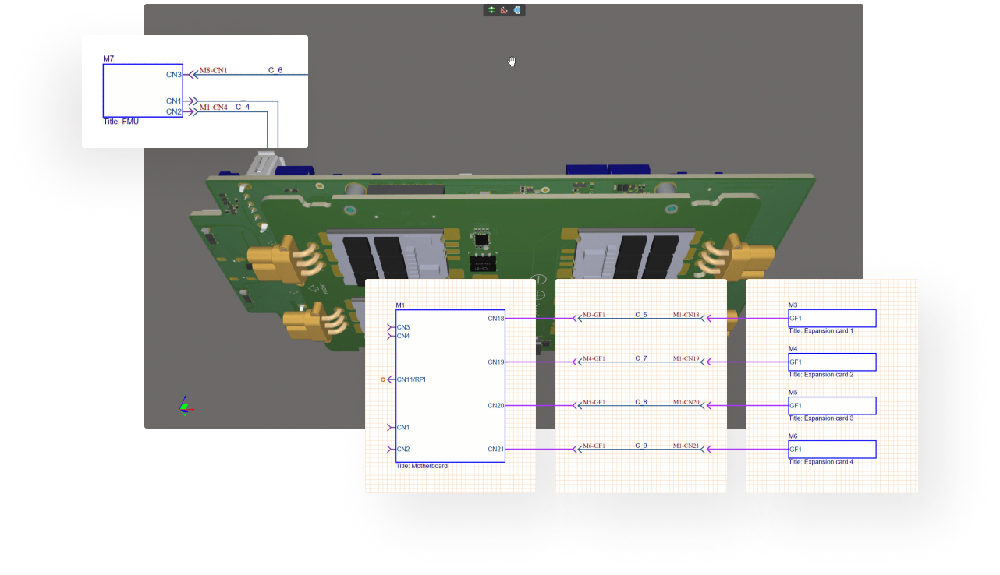 M7
CN3 M8-CN1 C_6
CN1
CN2 M1-CN4 C_4
Title: FMU
M1
CN18
CN3
CN4
CN19
CN11/RPI
CN20
CN1
CN2
CN21
Title: Motherboard
M3-GF1 C_5 M1-CN18
M4-GF1 C_7 M1-CN19
M5-GF1 C_8 M1-CN20
M6-GF1 C_9 M1-CN21
M3
GF1
Title: Expansion card 1
M4
GF1
Title: Expansion card 2
M5
GF1
Title: Expansion card 3
M6
GF1
Title: Expansion card 4